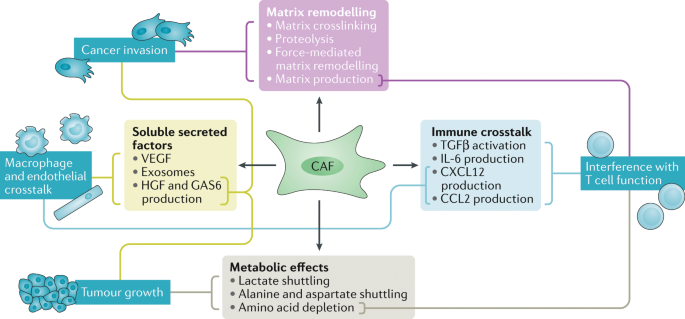 Matrix remodelling
• Matrix crosslinking
• Proteolysis
• Force-mediated
matrix remodelling
• Matrix production
Cancer invasion
Soluble secreted
factors
• VEGF
• Exosomes
• HGF and GAS6
production
Macrophage
and endothelial
crosstalk
CAF
Immune crosstalk
• TGFβ activation
• IL-6 production
• CXCL12
production
• CCL2 production
Interference with
T cell function
Metabolic effects
• Lactate shuttling
• Alanine and aspartate shuttling
• Amino acid depletion
Tumour growth